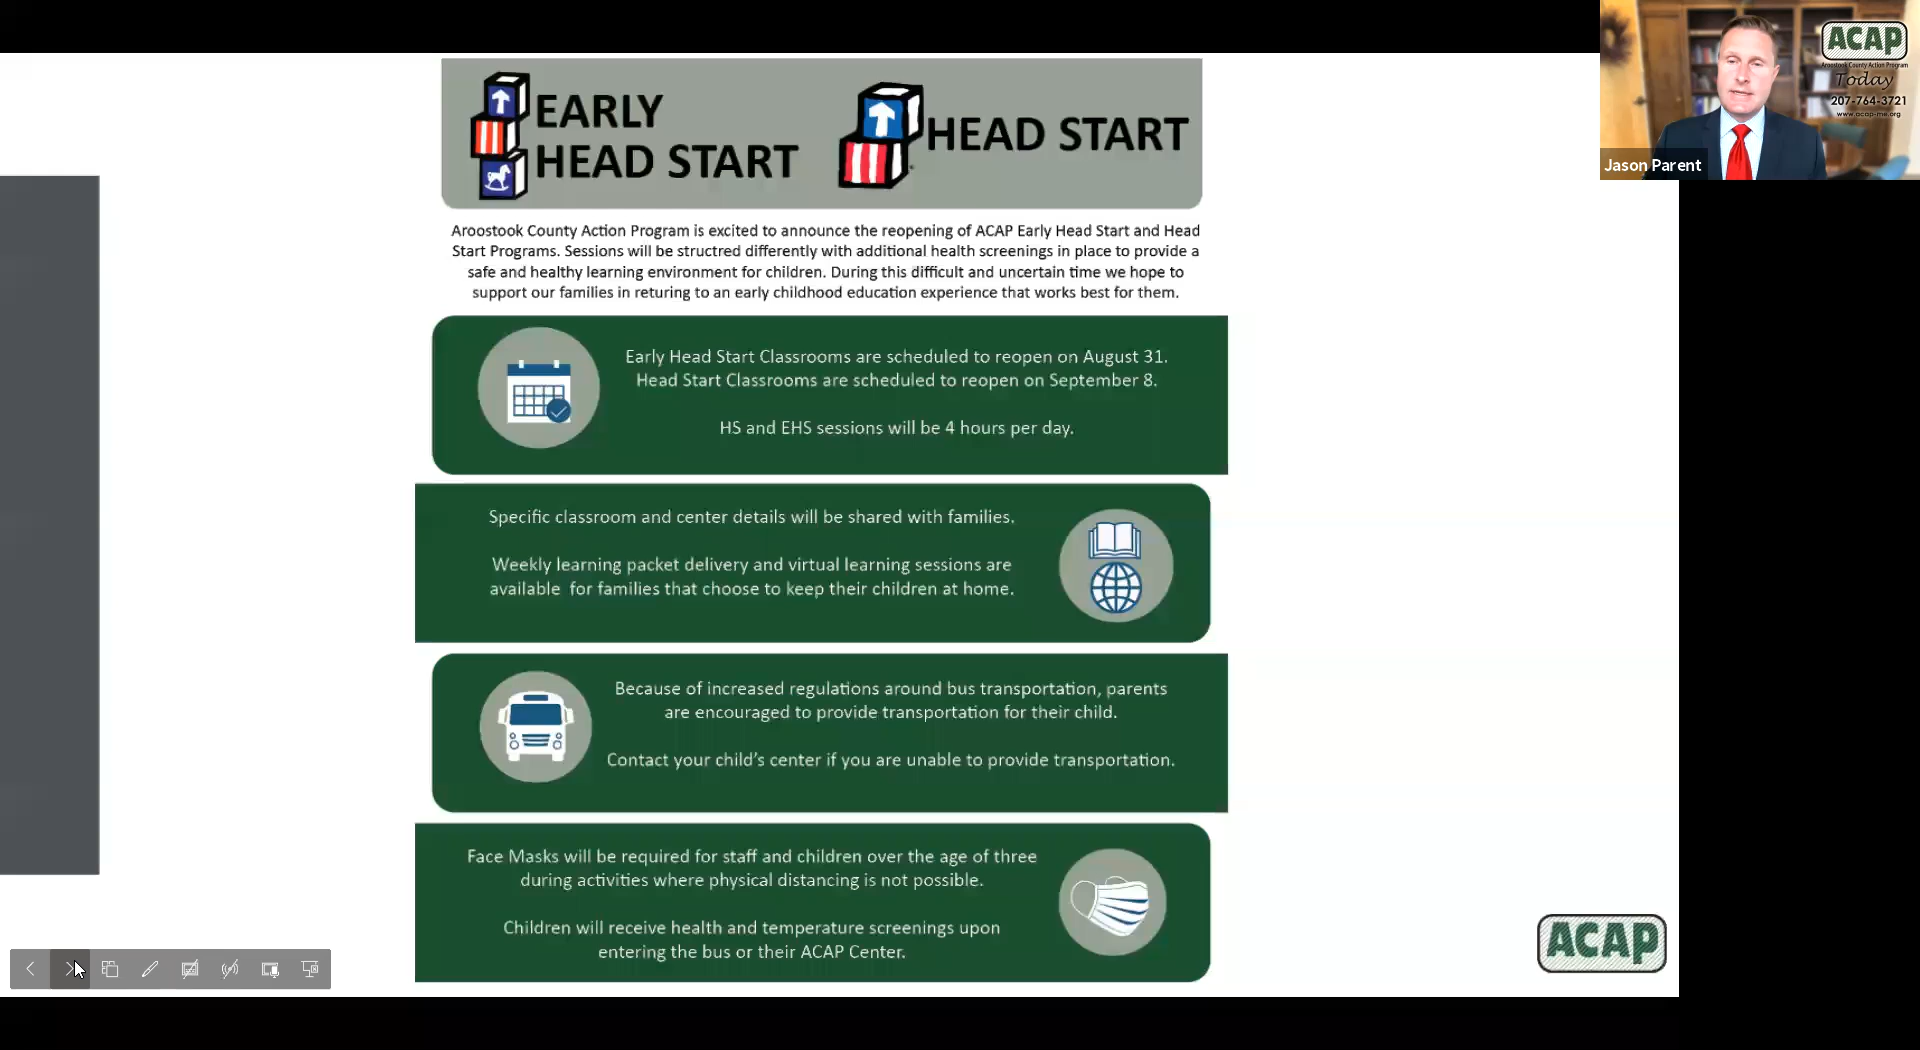 EARLY
HEAD START
HEAD START
Aroostook County Action Program is excited to announce the reopening of ACAP Early Head Start and Head
Start Programs. Sessions will be structred differently with additional health screenings in place to provide a
safe and healthy learning environment for children. During this difficult and uncertain time we hope to
support our families in returing to an early childhood education experience that works best for them.
Early Head Start Classrooms are scheduled to reopen on August 31.
Head Start Classrooms are scheduled to reopen on September 8.
HS and EHS sessions will be 4 hours per day.
Specific classroom and center details will be shared with families.
Weekly learning packet delivery and virtual learning sessions are
available for families that choose to keep their children at home.
Because of increased regulations around bus transportation, parents
are encouraged to provide transportation for their child.
Contact your child's center if you are unable to provide transportation.
Face Masks will be required for staff and children over the age of three
during activities where physical distancing is not possible.
Children will receive health and temperature screenings upon
entering the bus or their ACAP Center.
ACAP
ACAP
Aroostook County Action Program
Today
207-764-3721
www.acap-me.org
Jason Parent